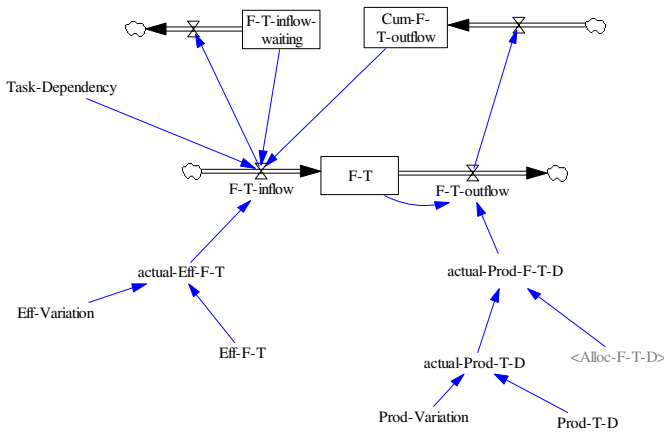 F-T-inflow-
waiting
Cum-F-
T-outflow
Task-Dependency
F-T
F-T-inflow
F-T-outflow
actual-Eff-F-T
actual-Prod-F-T-D
Eff-Variation
Eff-F-T
<Alloc-F-T-D>
actual-Prod-T-D
Prod-Variation
Prod-T-D